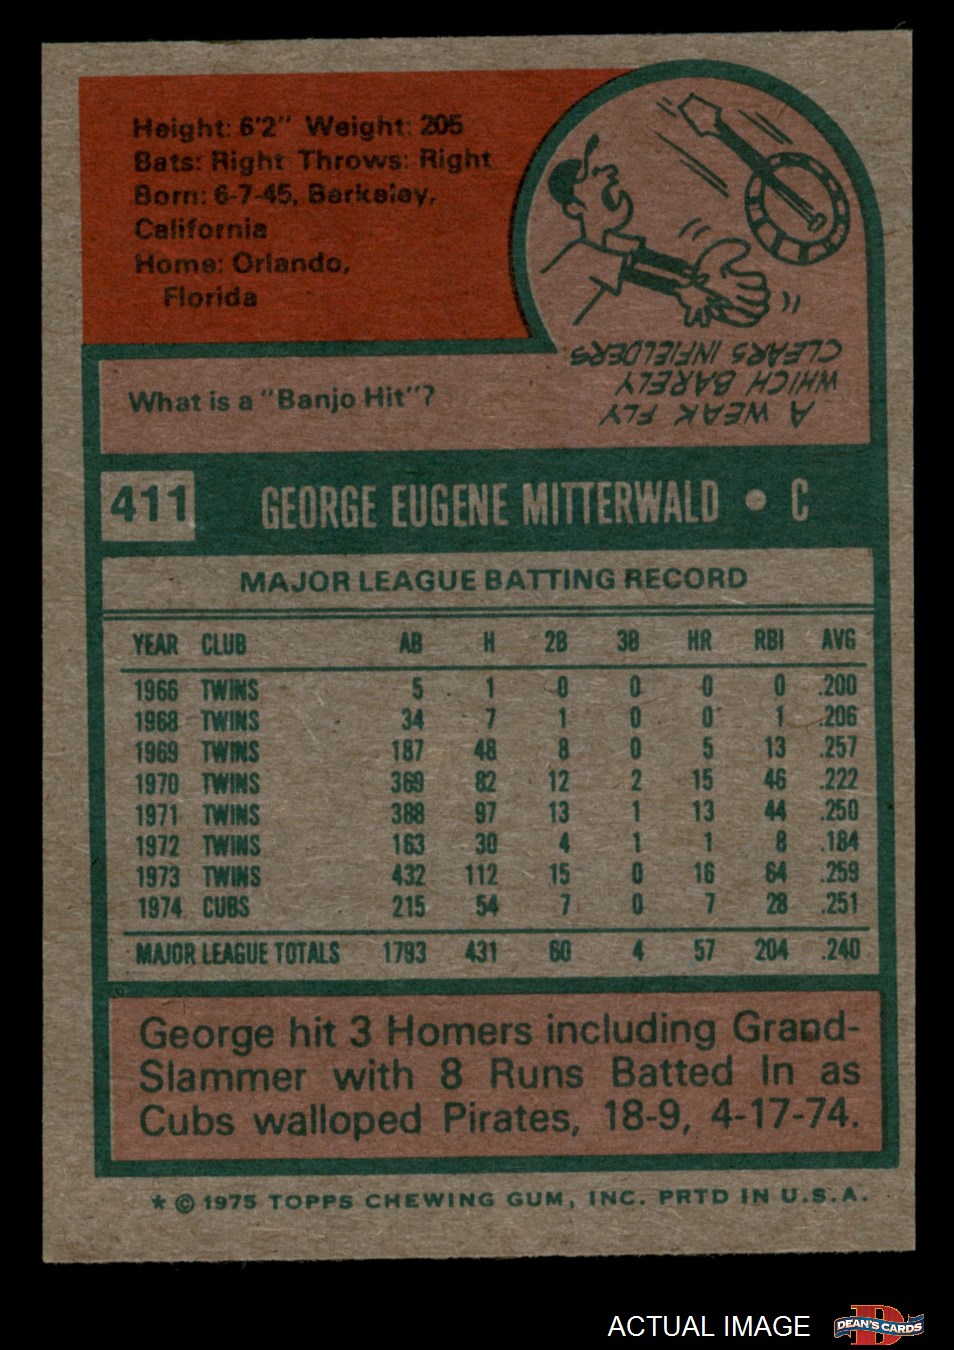 Height: 6'2" Weight: 205
Bats: Right Throws: Right
Born: 6-7-45, Berkeley,
California
Home: Orlando,
Florida
What is a "Banjo Hit"?
A WEAK FLY
WHICH BARELY
CLEARS INFIELDERS
411 GEORGE EUGENE MITTERWALD • C
MAJOR LEAGUE BATTING RECORD
YEAR CLUB AB H 2B 3B HR RBI AVG
1966 TWINS 5 1 0 0 0 0 .200
1968 TWINS 34 7 1 0 0 1 .206
1969 TWINS 187 48 8 0 5 13 .257
1970 TWINS 369 82 12 2 15 46 .222
1971 TWINS 388 97 13 1 13 44 .250
1972 TWINS 163 30 4 1 1 8 .184
1973 TWINS 432 112 15 0 16 64 .259
1974 CUBS 215 54 7 0 7 28 .251
MAJOR LEAGUE TOTALS 1793 431 60 4 57 204 .240
George hit 3 Homers including Grand-
Slammer with 8 Runs Batted In as
Cubs walloped Pirates, 18-9, 4-17-74.
* © 1975 TOPPS CHEWING GUM, INC. PRTD IN U.S.A.
ACTUAL IMAGE
D
DEAN'S CARDS